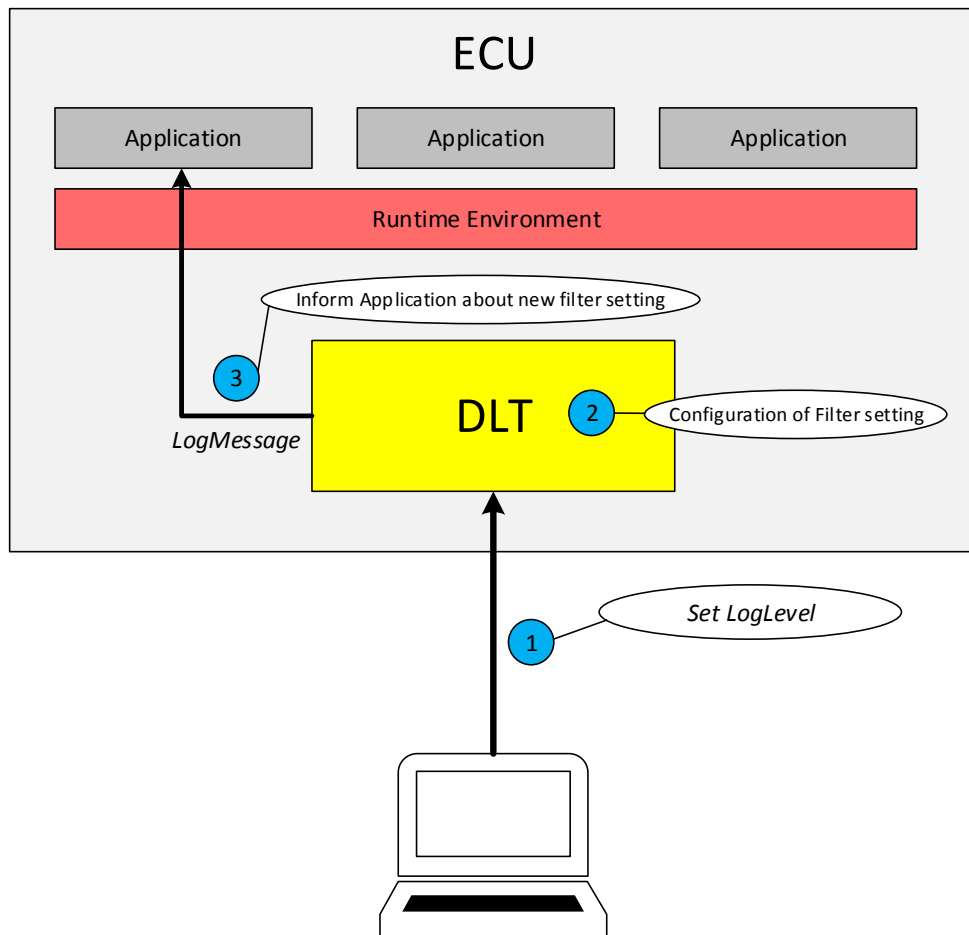 ECU
Application
Application
Application
Runtime Environment
Inform Application about new filter setting
3
DLT
2
Configuration of Filter setting
LogMessage
Set LogLevel
1